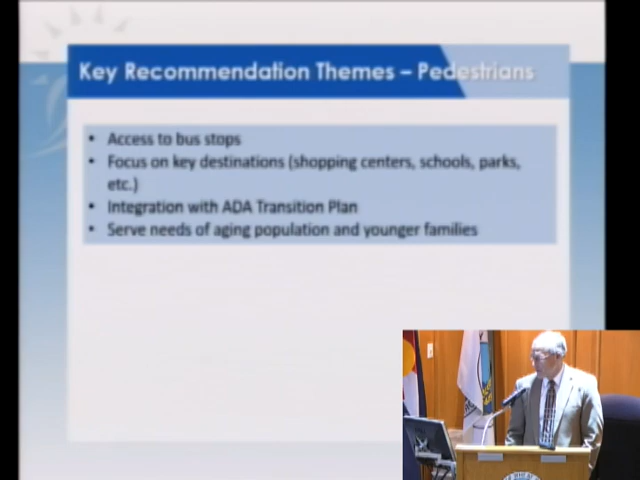 Key Recommendation Themes – Pedestrians
• Access to bus stops
• Focus on key destinations (shopping centers, schools, parks,
etc.)
• Integration with ADA Transition Plan
• Serve needs of aging population and younger families